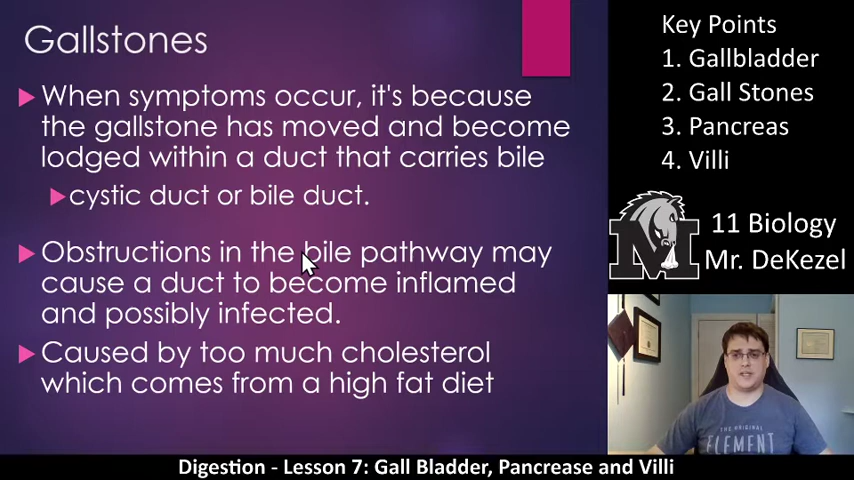 Gallstones
When symptoms occur, it's because
the gallstone has moved and become
lodged within a duct that carries bile
cystic duct or bile duct.
Obstructions in the bile pathway may
cause a duct to become inflamed
and possibly infected.
Caused by too much cholesterol
which comes from a high fat diet
Key Points
1. Gallbladder
2. Gall Stones
3. Pancreas
4. Villi
M
11 Biology
Mr. DeKezel
THE ORIGINAL
ELEMENT
Digestion - Lesson 7: Gall Bladder, Pancrease and Villi